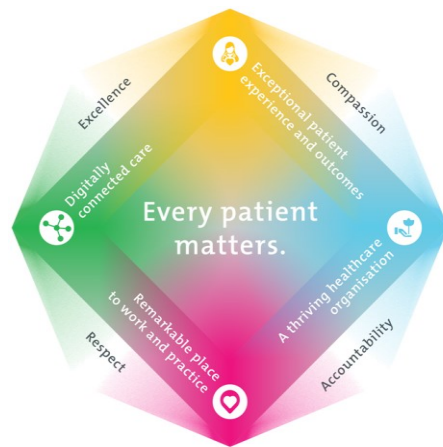 Excellence
Compassion
Exceptional patient
experience and outcomes
Digitally
connected care
Every patient
matters.
A thriving healthcare
organisation
Remarkable place
to work and practice
Respect
Accountability